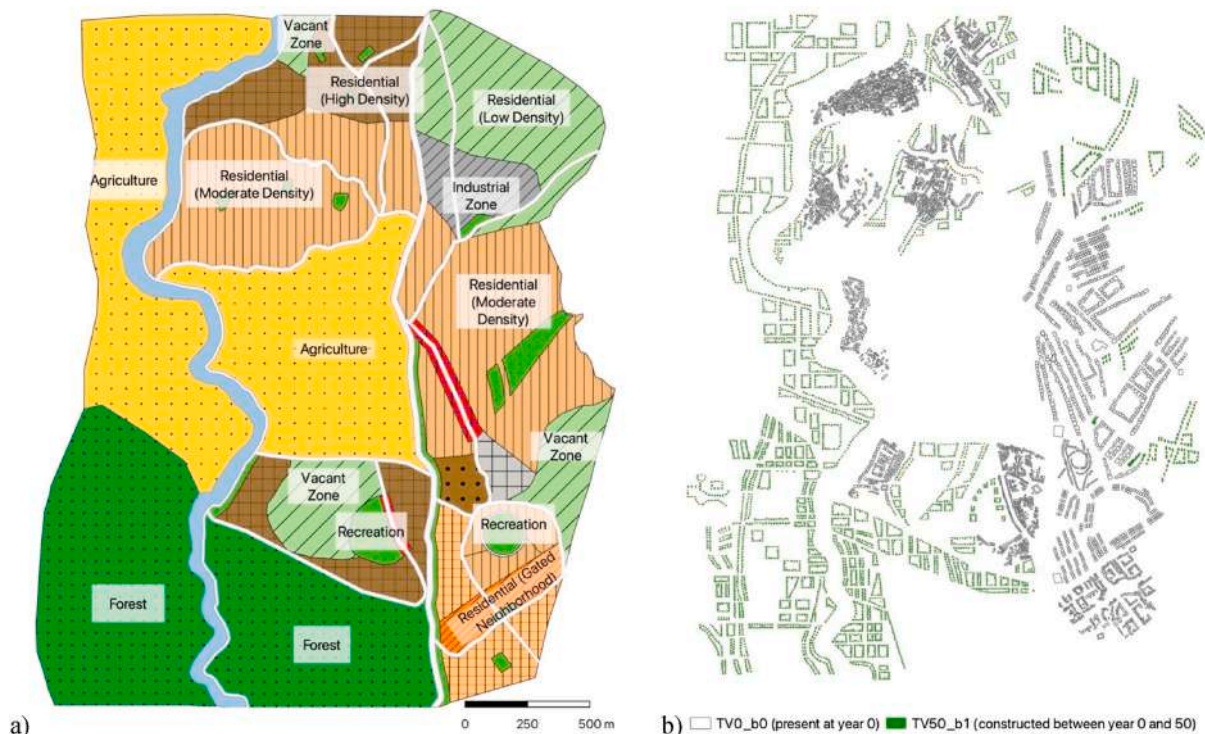 Vacant
Zone
Residential
(High Density)
Residential
(Low Density)
Agriculture
Residential
(Moderate Density)
Industrial
Zone
Residential
(Moderate
Density)
Agriculture
Vacant
Zone
Vacant
Zone
Recreation
Recreation
Residential (Gated
Neighborhood)
Forest
Forest
0 250 500 m
a)
b)
TV0_b0 (present at year 0) TV50_b1 (constructed between year 0 and 50)